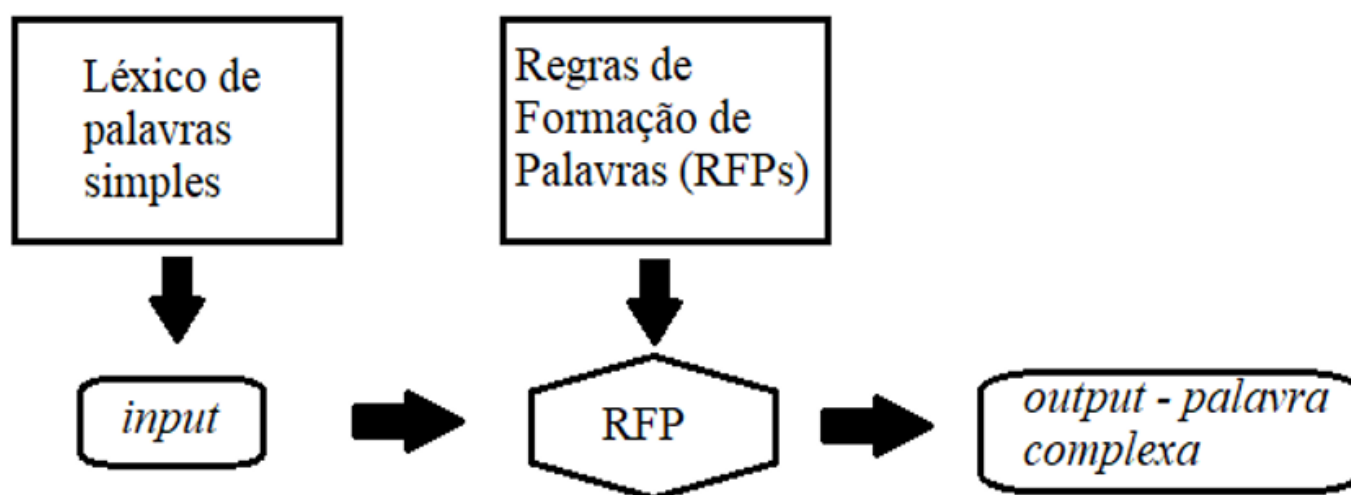 Léxico de
palavras
simples
Regras de
Formação de
Palavras (RFPs)
input
RFP
output - palavra
complexa